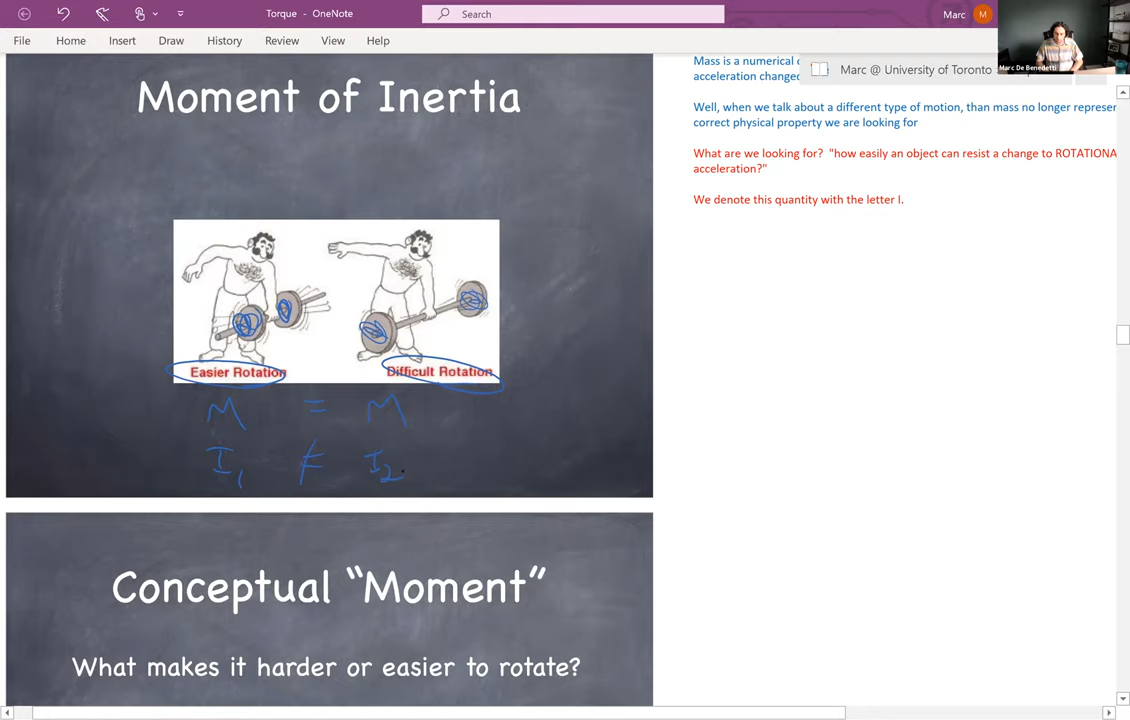 Torque - OneNote
Search
Marc
M
File Home Insert Draw History Review View Help
Marc De Benedetti
Marc @ University of Toronto -
Moment of Inertia
Easier Rotation
Difficult Rotation
M = M
I1 ≠ I2
Conceptual “Moment”
What makes it harder or easier to rotate?
Mass is a numerical
acceleration changed
Well, when we talk about a different type of motion, than mass no longer represen
correct physical property we are looking for
What are we looking for? "how easily an object can resist a change to ROTATIONA
acceleration?"
We denote this quantity with the letter I.